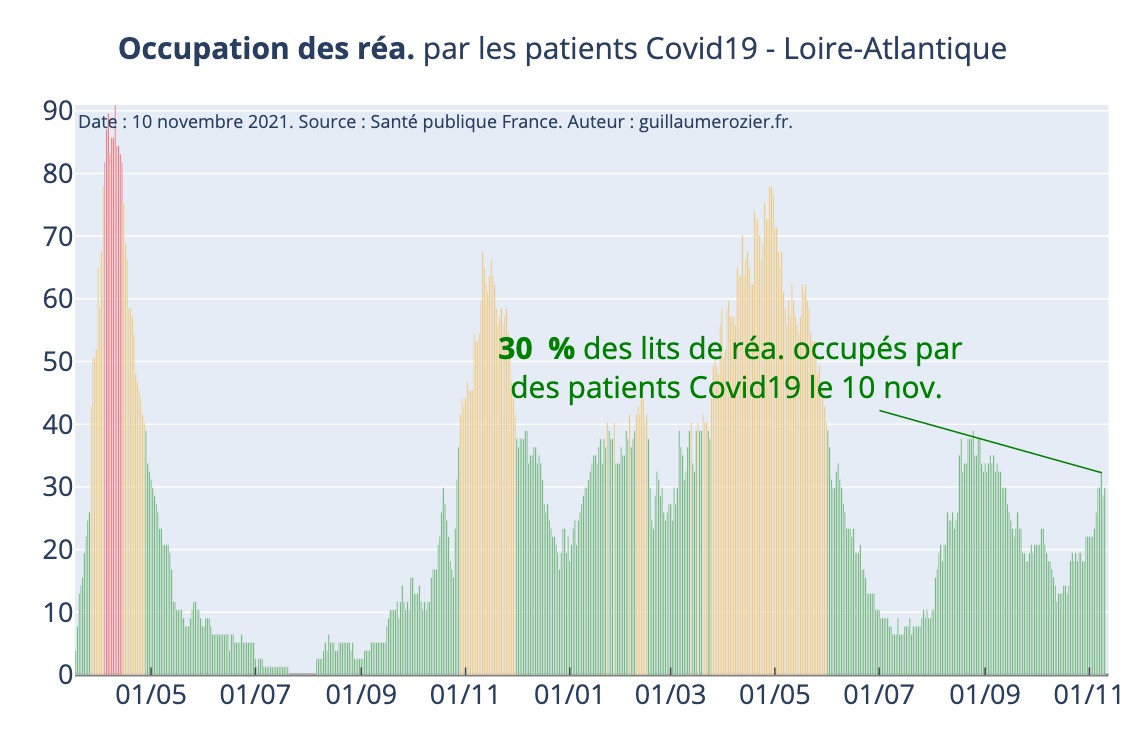 Occupation des réa. par les patients Covid19 - Loire-Atlantique
90
Date : 10 novembre 2021. Source : Santé publique France. Auteur : guillaumerozier.fr.
80
70
60
50
30 % des lits de réa. occupés par
des patients Covid19 le 10 nov.
40
30
20
10
0
01/05 01/07 01/09 01/11 01/01 01/03 01/05 01/07 01/09 01/11